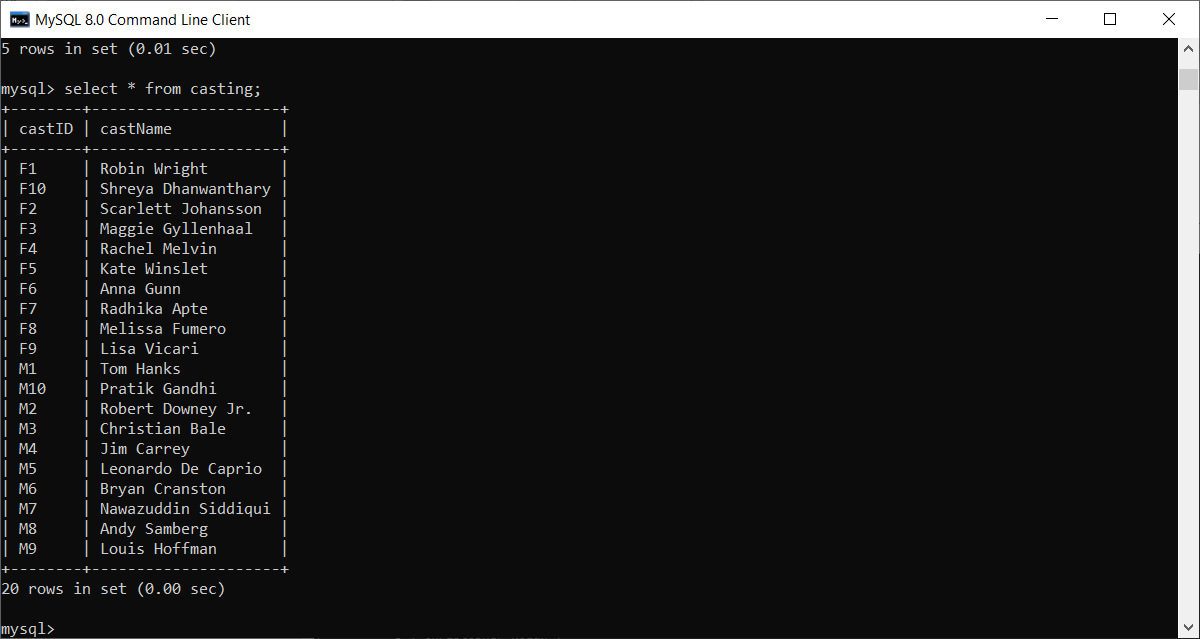 MySQL 8.0 Command Line Client
5 rows in set (0.01 sec)
mysql> select * from casting;
+--------+---------------------+
| castID | castName            |
+--------+---------------------+
| F1     | Robin Wright        |
| F10    | Shreya Dhanwanthary |
| F2     | Scarlett Johansson  |
| F3     | Maggie Gyllenhaal   |
| F4     | Rachel Melvin       |
| F5     | Kate Winslet        |
| F6     | Anna Gunn           |
| F7     | Radhika Apte        |
| F8     | Melissa Fumero      |
| F9     | Lisa Vicari         |
| M1     | Tom Hanks           |
| M10    | Pratik Gandhi       |
| M2     | Robert Downey Jr.   |
| M3     | Christian Bale      |
| M4     | Jim Carrey          |
| M5     | Leonardo De Caprio  |
| M6     | Bryan Cranston      |
| M7     | Nawazuddin Siddiqui |
| M8     | Andy Samberg        |
| M9     | Louis Hoffman       |
+--------+---------------------+
20 rows in set (0.00 sec)
mysql>